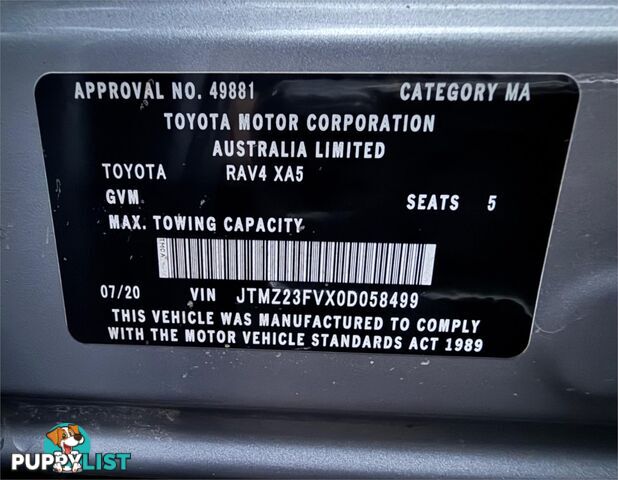 APPROVAL NO. 49881 CATEGORY MA
TOYOTA MOTOR CORPORATION
AUSTRALIA LIMITED
TOYOTA RAV4 XA5
GVM SEATS 5
MAX. TOWING CAPACITY
TMCA
07/20 VIN JTMZ23FVX0D058499
THIS VEHICLE WAS MANUFACTURED TO COMPLY
WITH THE MOTOR VEHICLE STANDARDS ACT 1989
PUPPYLIST